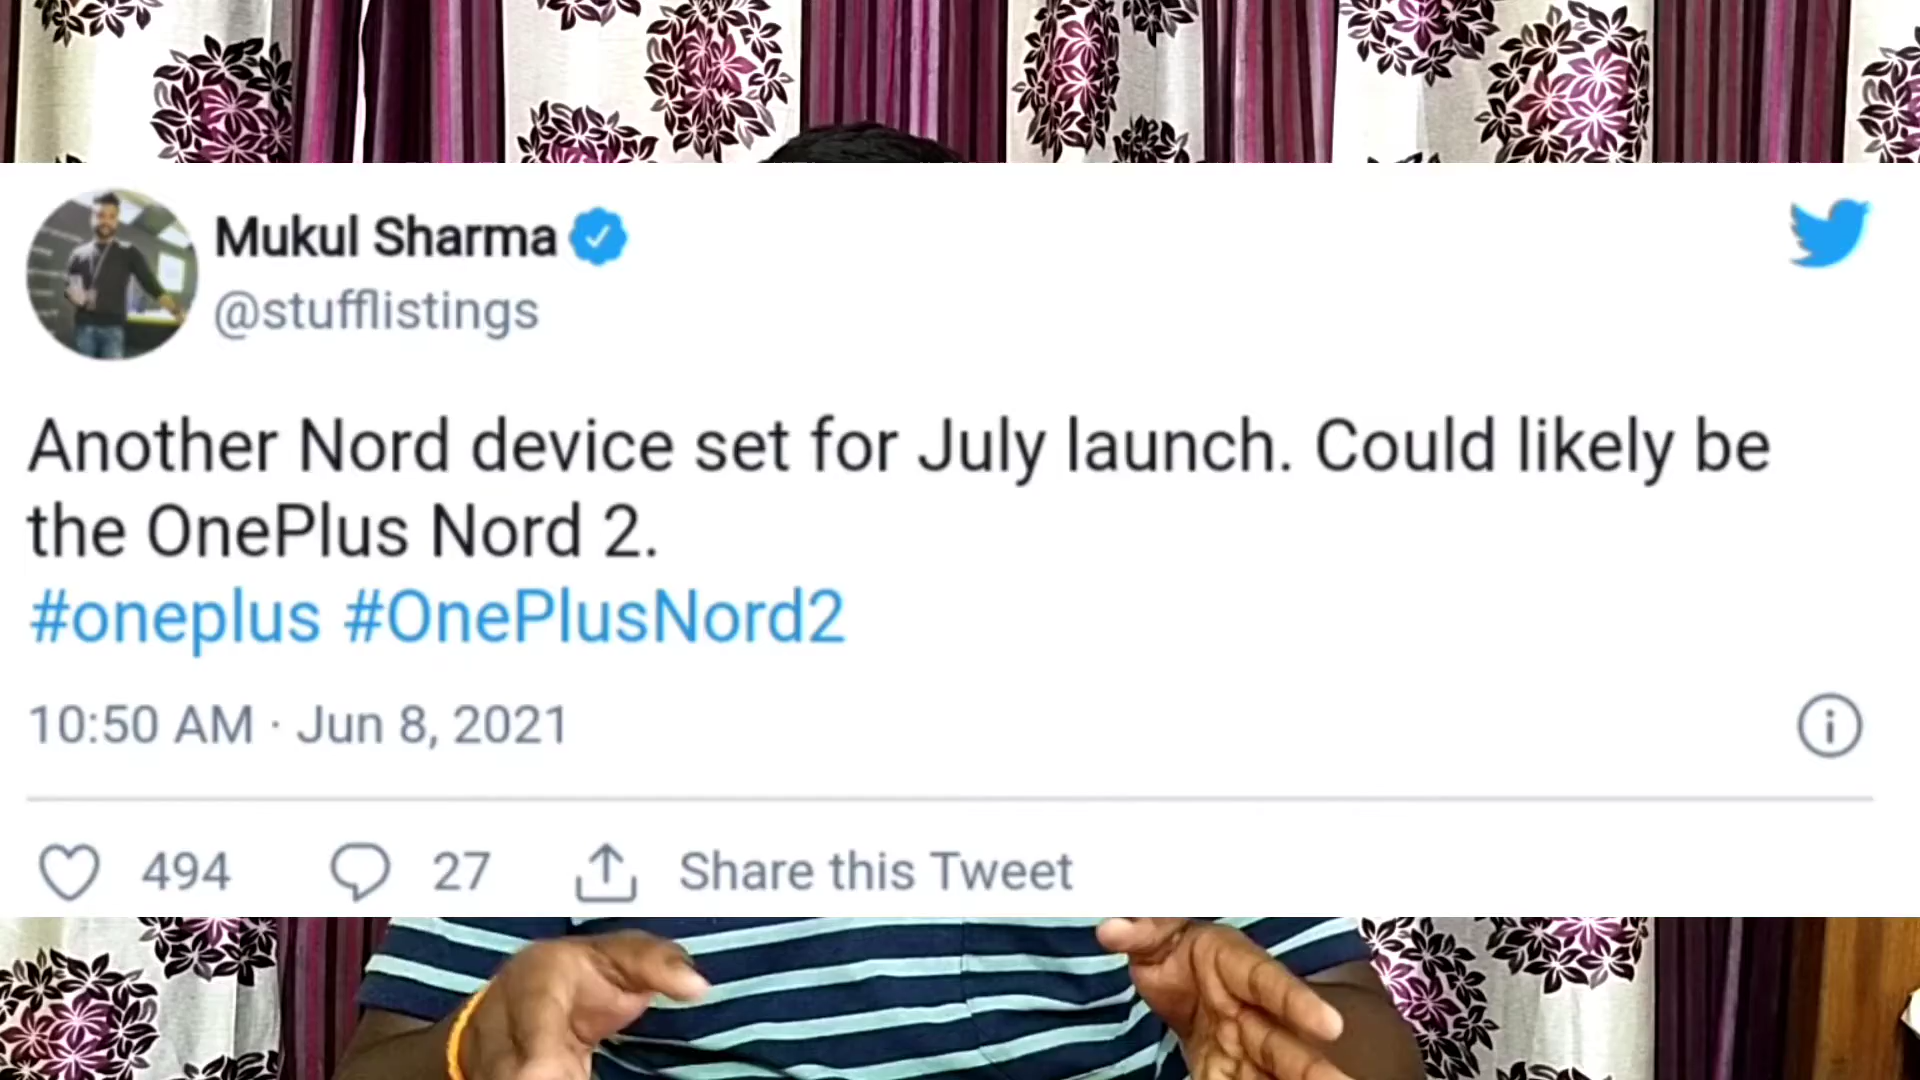 Mukul Sharma
@stufflistings
Another Nord device set for July launch. Could likely be
the OnePlus Nord 2.
#oneplus #OnePlusNord2
10:50 AM · Jun 8, 2021
494 27 Share this Tweet